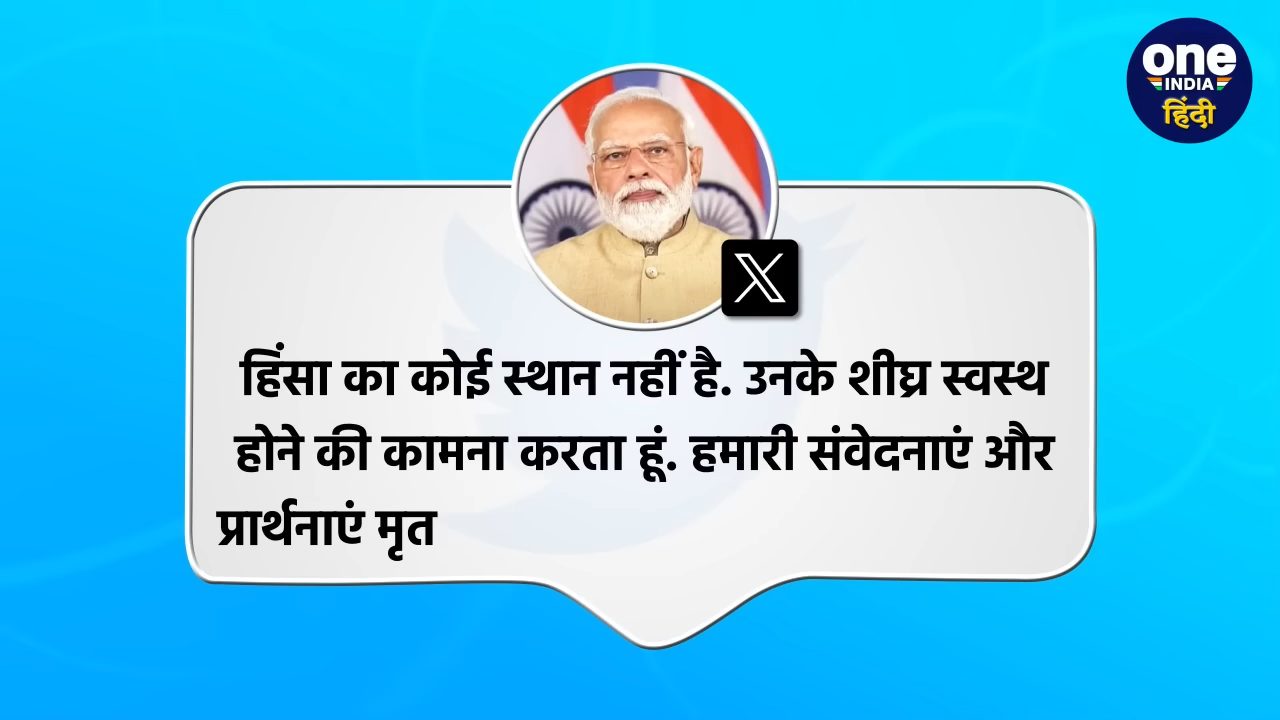 one
INDIA
हिंदी
हिंसा का कोई स्थान नहीं है. उनके शीघ्र स्वस्थ
होने की कामना करता हूं. हमारी संवेदनाएं और
प्रार्थनाएं मृत